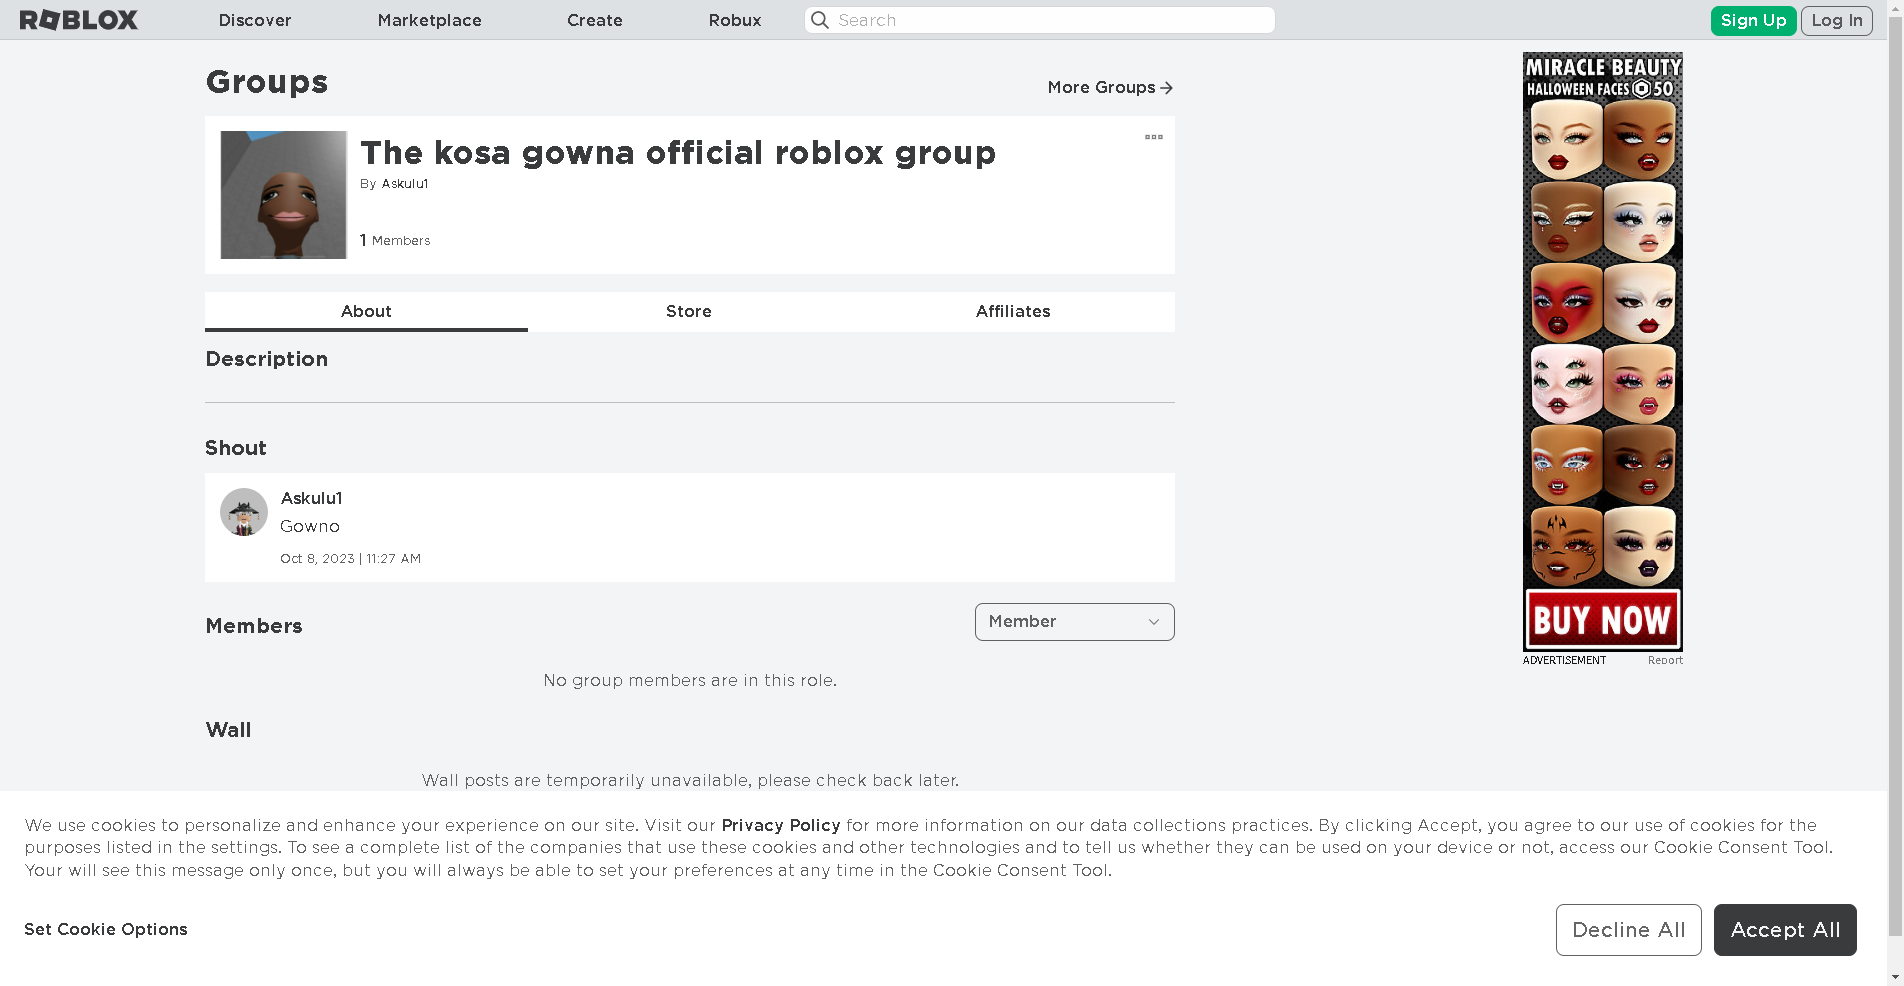 ROBLOX
Discover
Marketplace
Create
Robux
Search
Sign Up
Log In
Groups
More Groups
The kosa gowna official roblox group
By Askulu1
1 Members
About
Store
Affiliates
Description
Shout
Askulu1
Gowno
Oct 8, 2023 | 11:27 AM
Members
Member
No group members are in this role.
Wall
Wall posts are temporarily unavailable, please check back later.
MIRACLE BEAUTY
HALLOWEEN FACES 50
BUY NOW
ADVERTISEMENT
Report
We use cookies to personalize and enhance your experience on our site. Visit our Privacy Policy for more information on our data collections practices. By clicking Accept, you agree to our use of cookies for the
purposes listed in the settings. To see a complete list of the companies that use these cookies and other technologies and to tell us whether they can be used on your device or not, access our Cookie Consent Tool.
Your will see this message only once, but you will always be able to set your preferences at any time in the Cookie Consent Tool.
Set Cookie Options
Decline All
Accept All